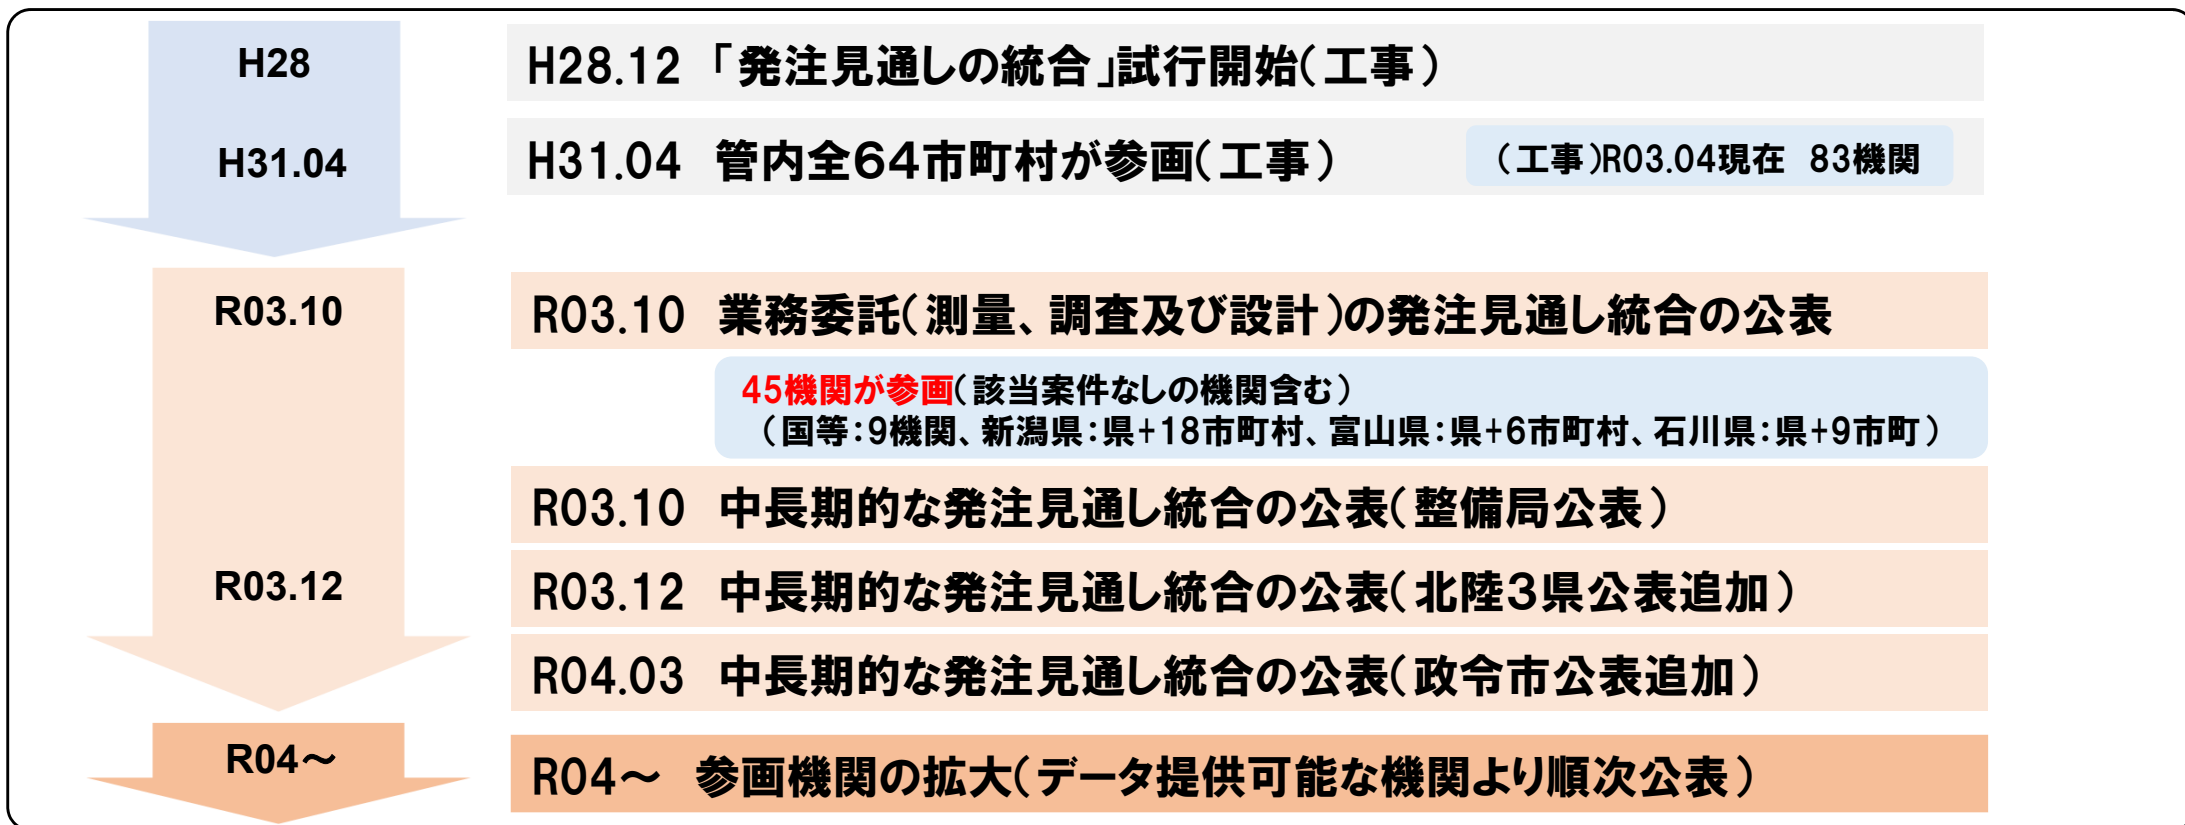 H28
H28.12 「発注見通しの統合」試行開始(工事)
H31.04
H31.04 管内全64市町村が参画(工事)
(工事)R03.04現在 83機関
R03.10
R03.10 業務委託(測量、調査及び設計)の発注見通し統合の公表
45機関が参画(該当案件なしの機関含む)
(国等:9機関、新潟県:県+18市町村、富山県:県+6市町村、石川県:県+9市町)
R03.10 中長期的な発注見通し統合の公表(整備局公表)
R03.12
R03.12 中長期的な発注見通し統合の公表(北陸3県公表追加)
R04.03 中長期的な発注見通し統合の公表(政令市公表追加)
R04～
R04～ 参画機関の拡大(データ提供可能な機関より順次公表)